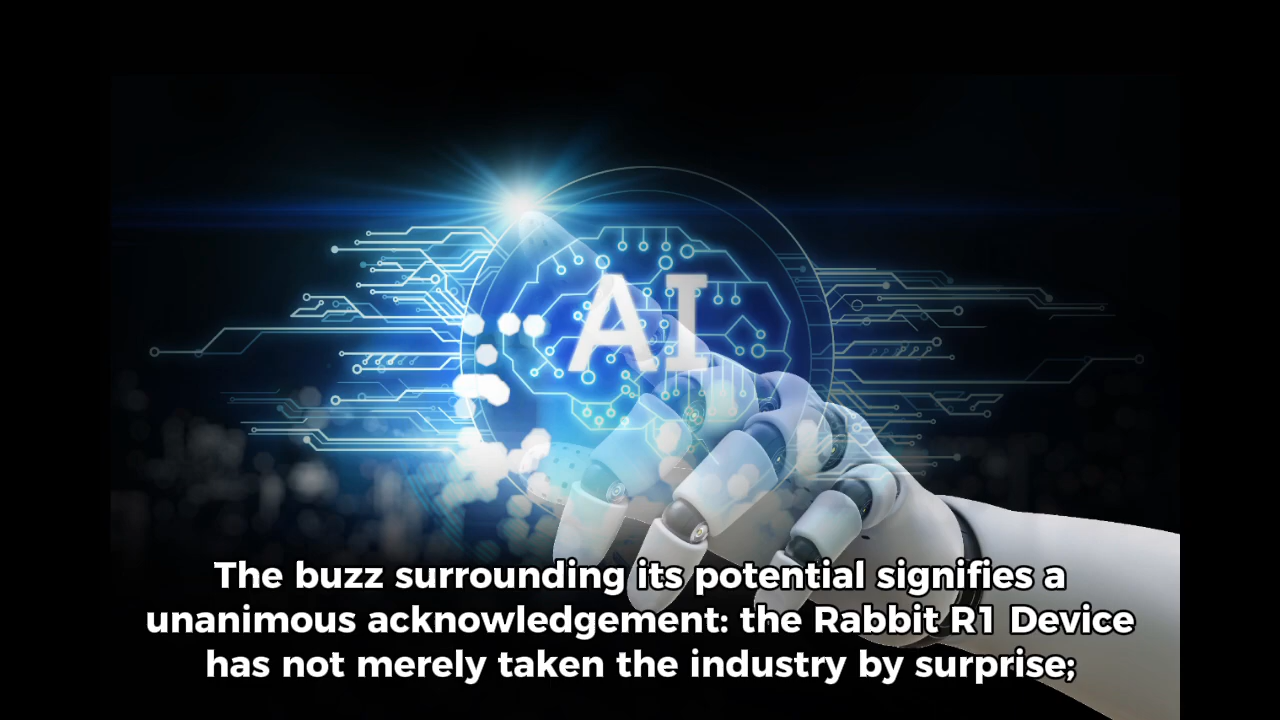 AI
The buzz surrounding its potential signifies a
unanimous acknowledgement: the Rabbit R1 Device
has not merely taken the industry by surprise;